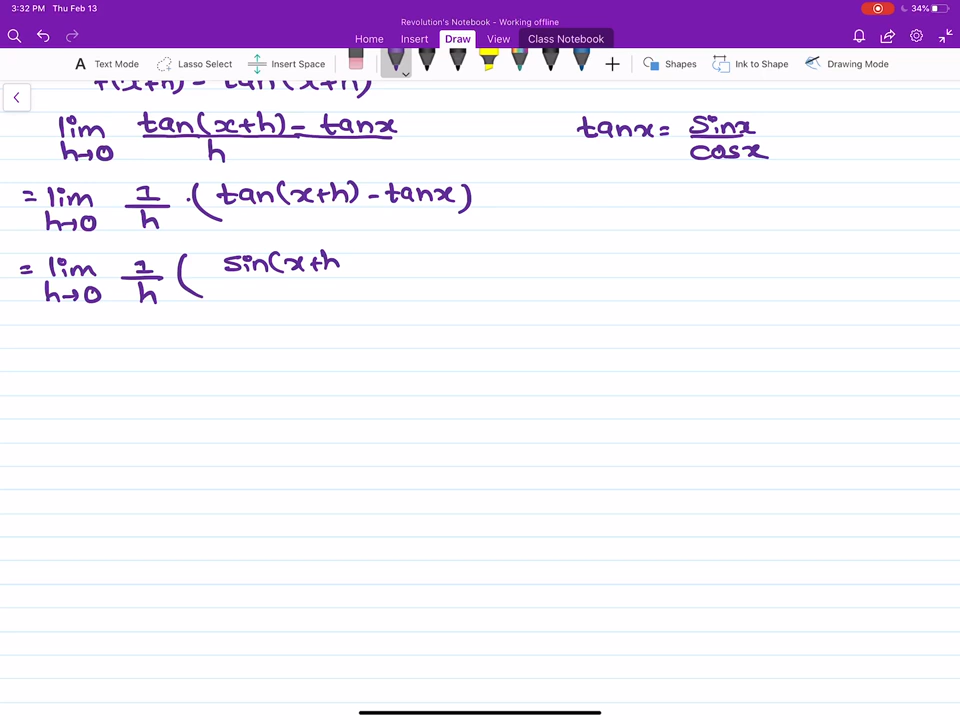 3:32 PM Thu Feb 13
34%
Revolution's Notebook - Working offline
Home Insert Draw View Class Notebook
A Text Mode Lasso Select Insert Space Shapes Ink to Shape Drawing Mode
f(x+h) = tan(x+h)
lim h→0 tan(x+h) - tanx / h
tanx = sinx / cosx
= lim h→0 1/h · ( tan(x+h) - tanx )
= lim h→0 1/h ( sin(x+h